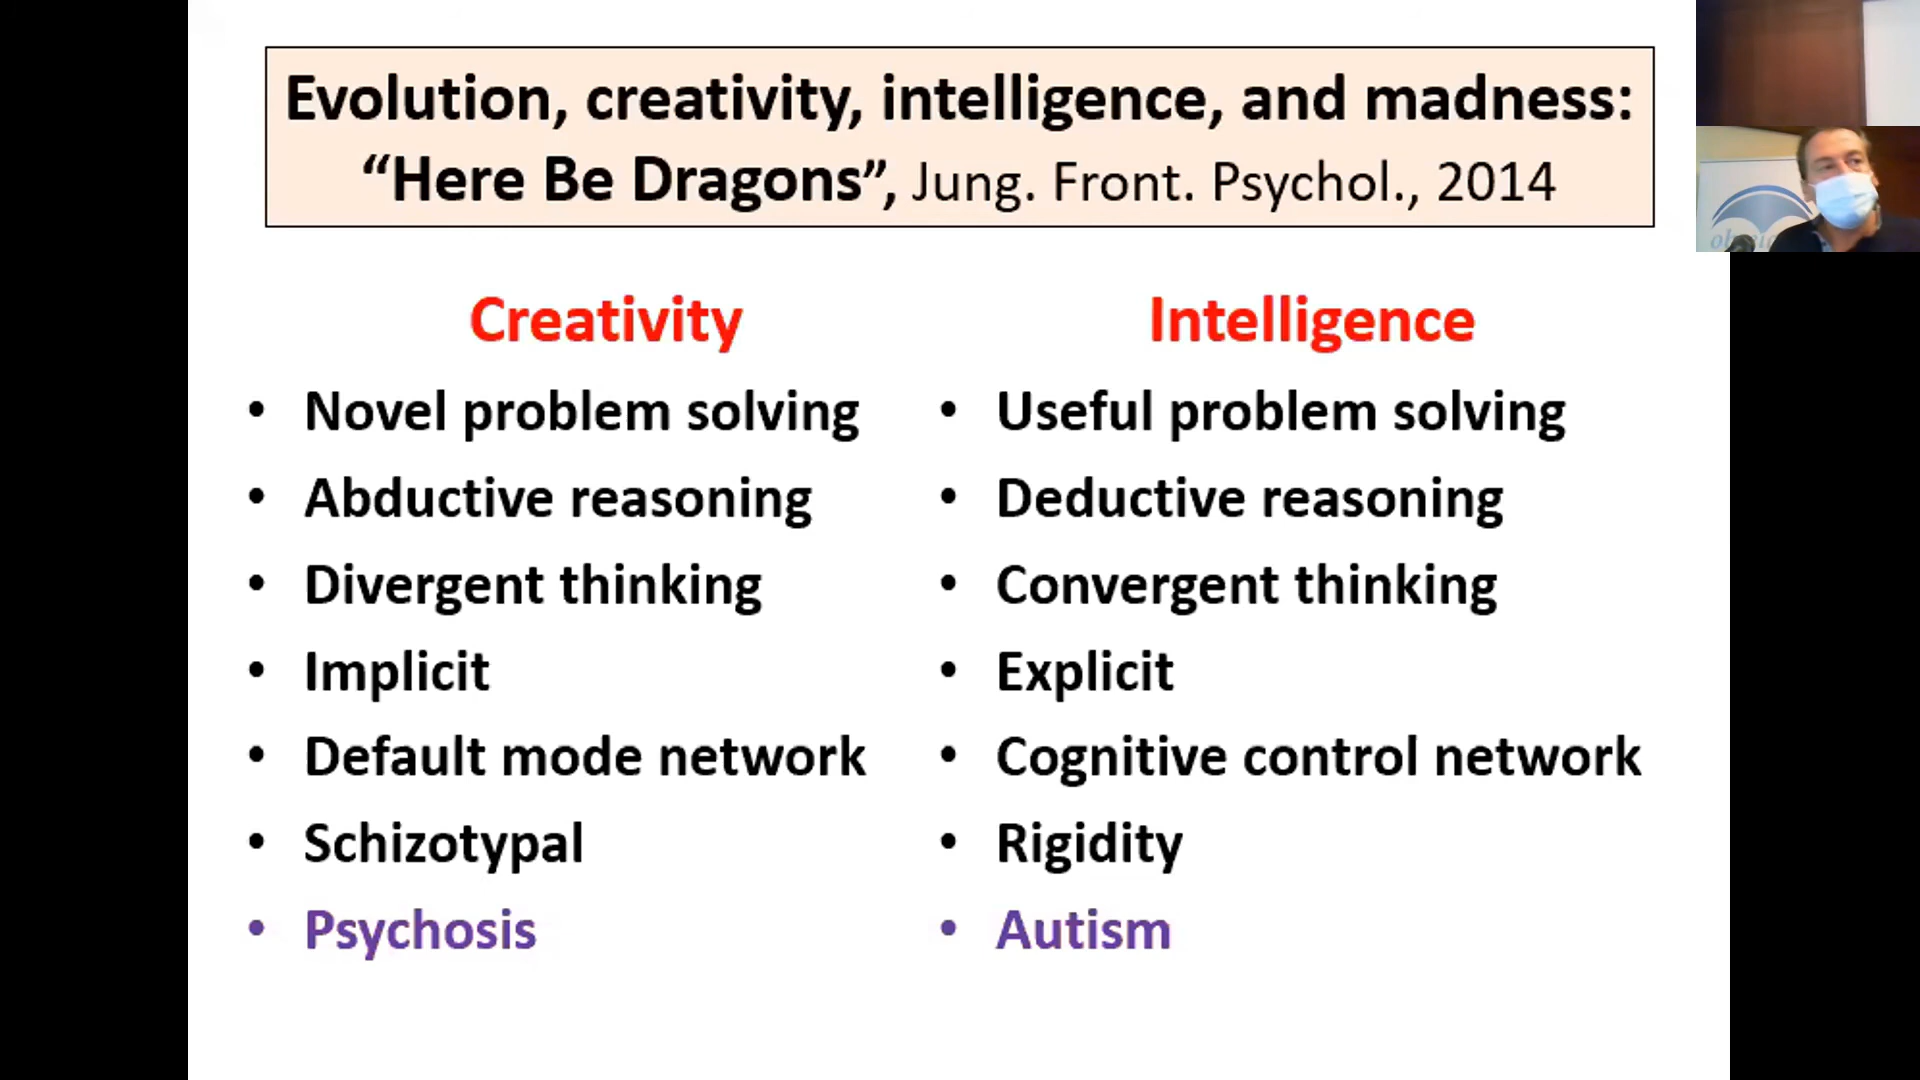 Evolution, creativity, intelligence, and madness:
“Here Be Dragons”, Jung. Front. Psychol., 2014
Creativity
• Novel problem solving
• Abductive reasoning
• Divergent thinking
• Implicit
• Default mode network
• Schizotypal
• Psychosis
Intelligence
• Useful problem solving
• Deductive reasoning
• Convergent thinking
• Explicit
• Cognitive control network
• Rigidity
• Autism